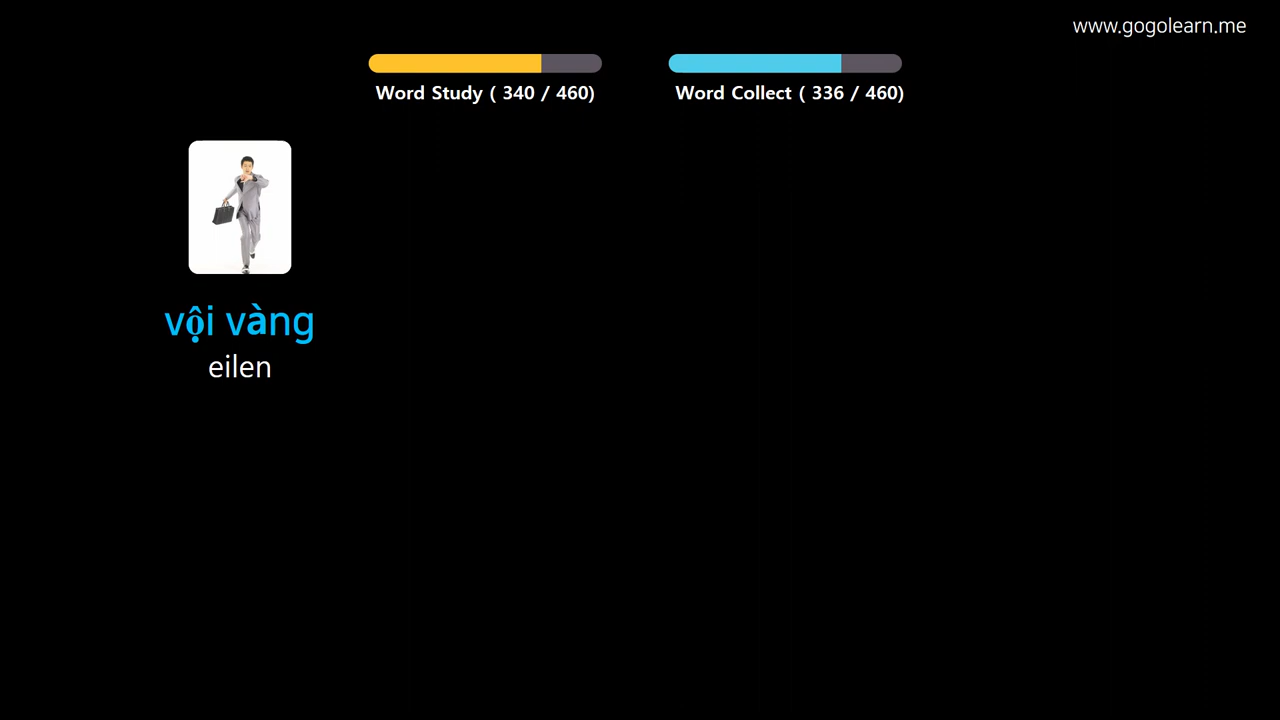 www.gogolearn.me
Word Study ( 340 / 460)
Word Collect ( 336 / 460)
vội vàng
eilen